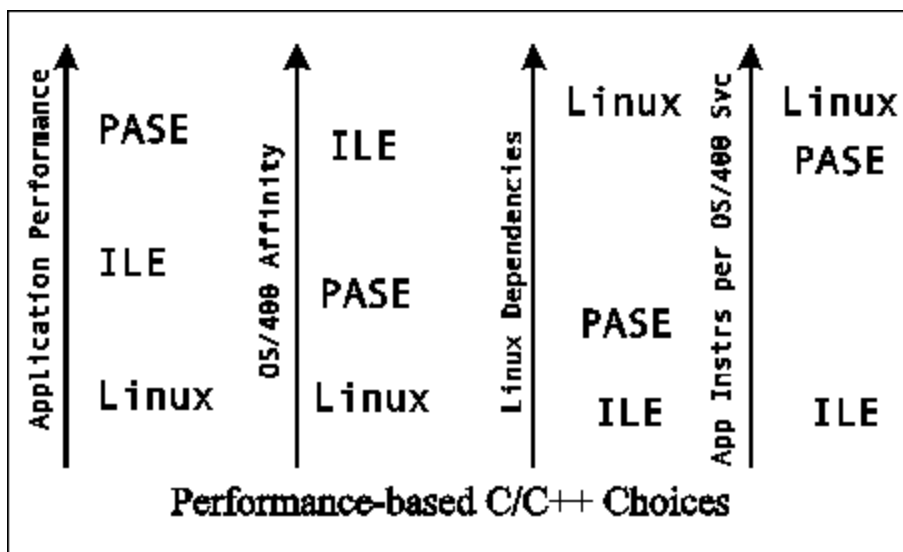 Application Performance
PASE
ILE
Linux
OS/400 Affinity
ILE
PASE
Linux
Linux Dependencies
Linux
PASE
ILE
App Instrs per OS/400 Svc
Linux
PASE
ILE
Performance-based C/C++ Choices